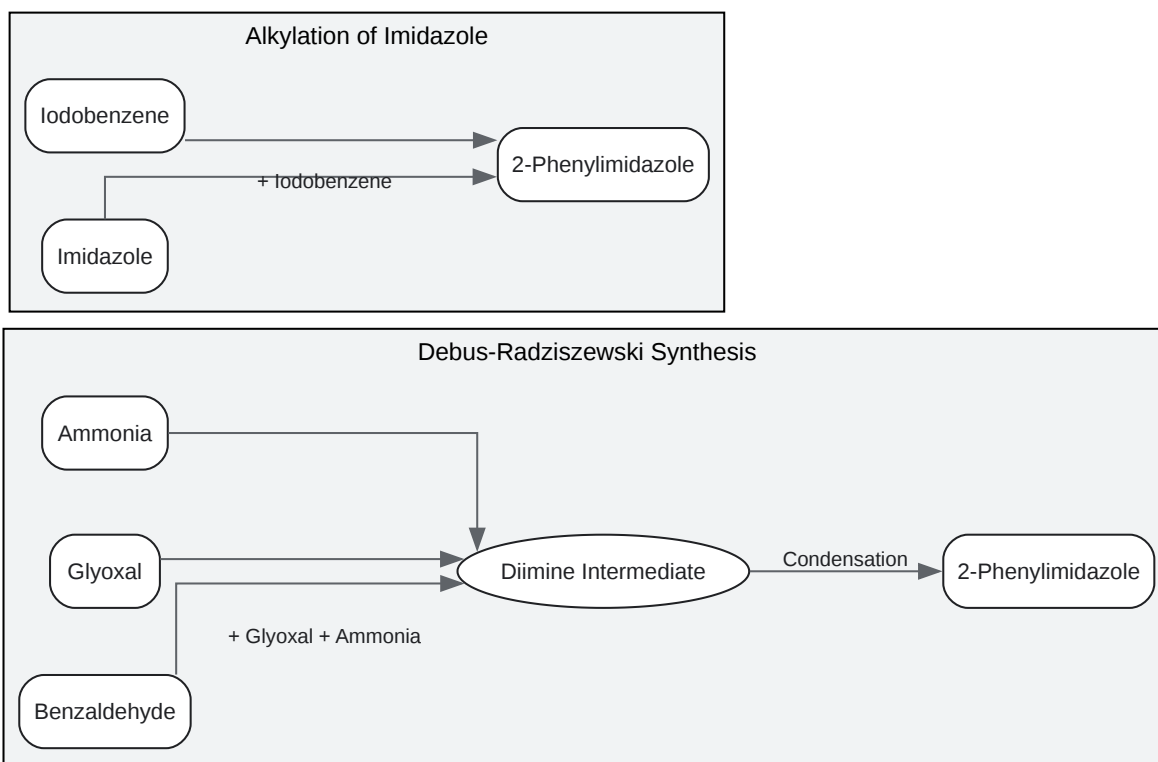 Alkylation of Imidazole
Iodobenzene
2-Phenylimidazole
+ Iodobenzene
Imidazole
Debus-Radziszewski Synthesis
Ammonia
Glyoxal
Diimine Intermediate
Condensation
2-Phenylimidazole
+ Glyoxal + Ammonia
Benzaldehyde